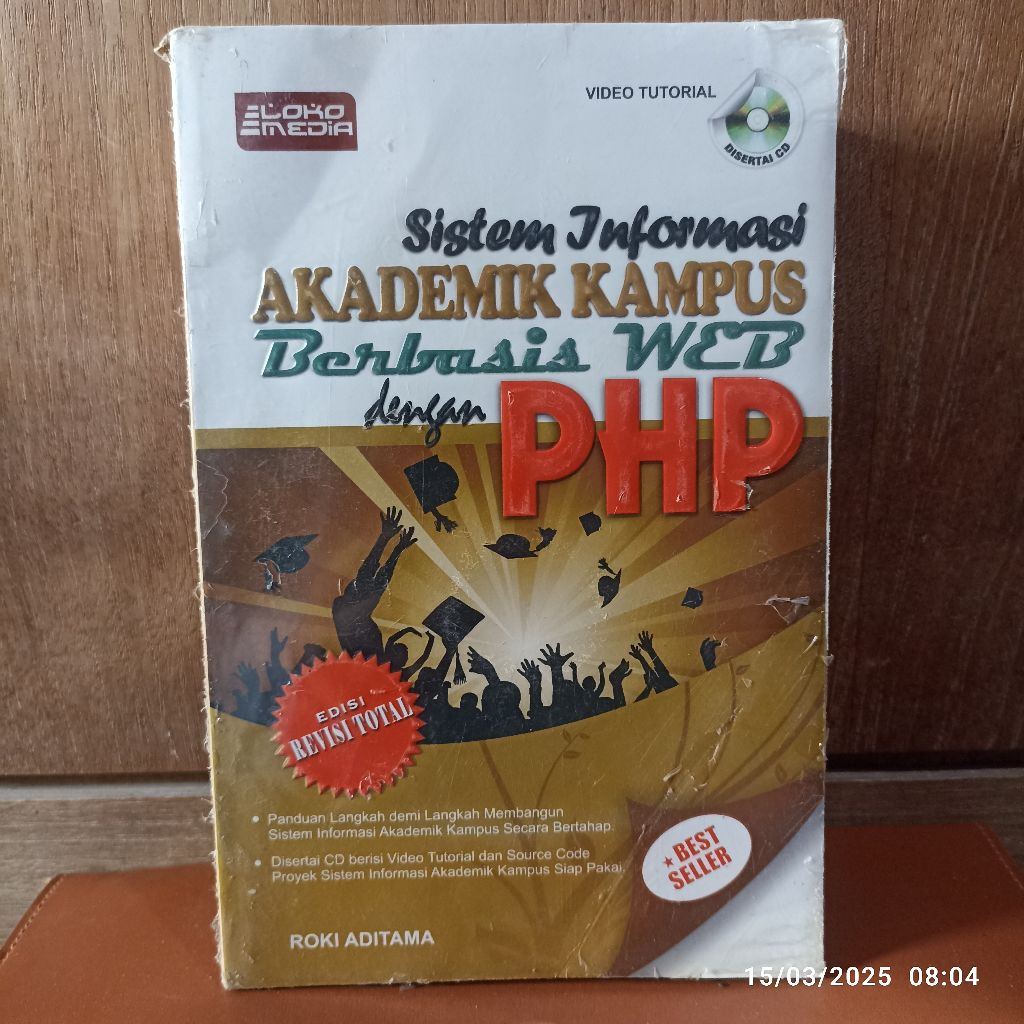 LOKO
MEDIA
VIDEO TUTORIAL
DISERTAI CD
Sistem Informasi
AKADEMIK KAMPUS
Berbasis WEB
dengan PHP
EDISI
REVISI TOTAL
• Panduan Langkah demi Langkah Membangun
Sistem Informasi Akademik Kampus Secara Bertahap.
• Disertai CD berisi Video Tutorial dan Source Code
Proyek Sistem Informasi Akademik Kampus Siap Pakai.
★ BEST
SELLER
ROKI ADITAMA
15/03/2025 08:04